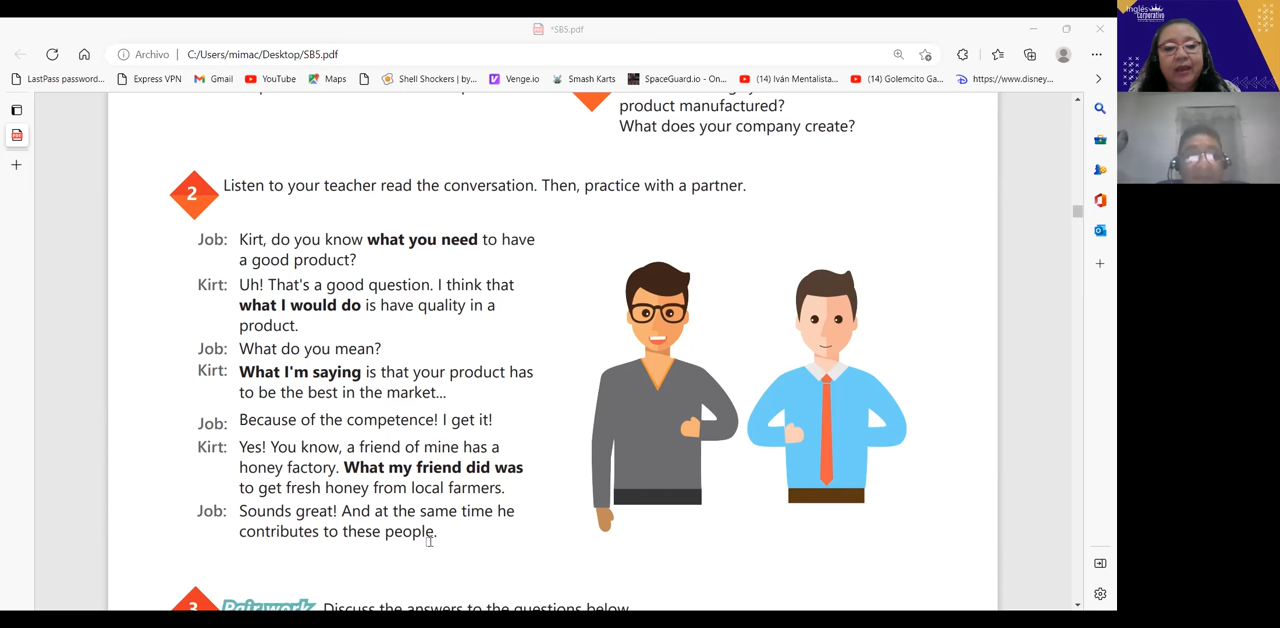 *SB5.pdf
Archivo | C:/Users/mimac/Desktop/SB5.pdf
LastPass password...
Express VPN
Gmail
YouTube
Maps
Shell Shockers | by...
Venge.io
Smash Karts
SpaceGuard.io - On...
(14) Iván Mentalista...
(14) Golemcito Ga...
https://www.disney...
Inglés
Corporativo
product manufactured?
What does your company create?
2
Listen to your teacher read the conversation. Then, practice with a partner.
Job: Kirt, do you know what you need to have
a good product?
Kirt: Uh! That's a good question. I think that
what I would do is have quality in a
product.
Job: What do you mean?
Kirt: What I'm saying is that your product has
to be the best in the market...
Job: Because of the competence! I get it!
Kirt: Yes! You know, a friend of mine has a
honey factory. What my friend did was
to get fresh honey from local farmers.
Job: Sounds great! And at the same time he
contributes to these people.
3
Pairwork Discuss the answers to the questions below.